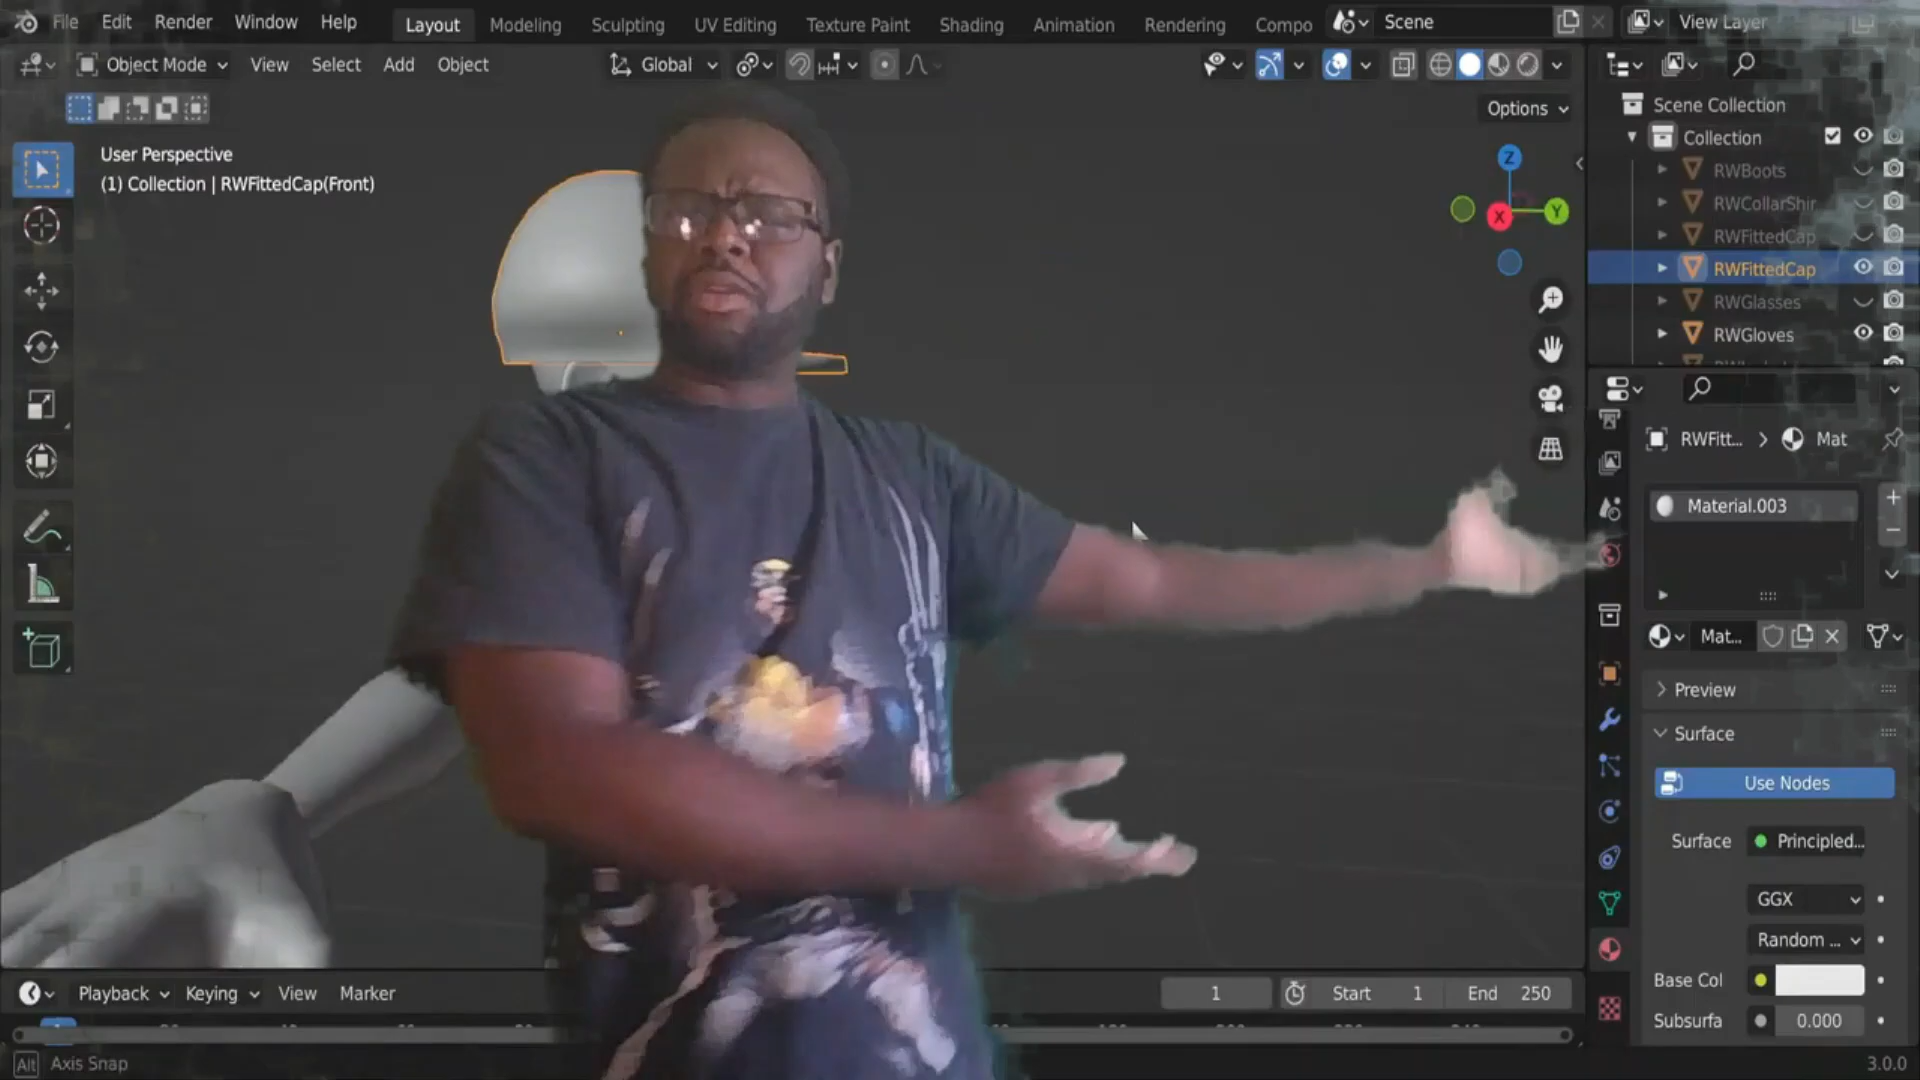 File Edit Render Window Help Layout Modeling Sculpting UV Editing Texture Paint Shading Animation Rendering Compo Scene View Layer
Object Mode View Select Add Object Global
Options
User Perspective
(1) Collection | RWFittedCap(Front)
Z
X Y
Scene Collection
Collection
RWBoots
RWCollarShir
RWFittedCap
RWFittedCap
RWGlasses
RWGloves
RWFitt... > Mat
Material.003
Mat...
Preview
Surface
Use Nodes
Surface Principled...
GGX
Random ...
Base Col
Subsurfa 0.000
Playback Keying View Marker 1 Start 1 End 250
Alt Axis Snap
3.0.0